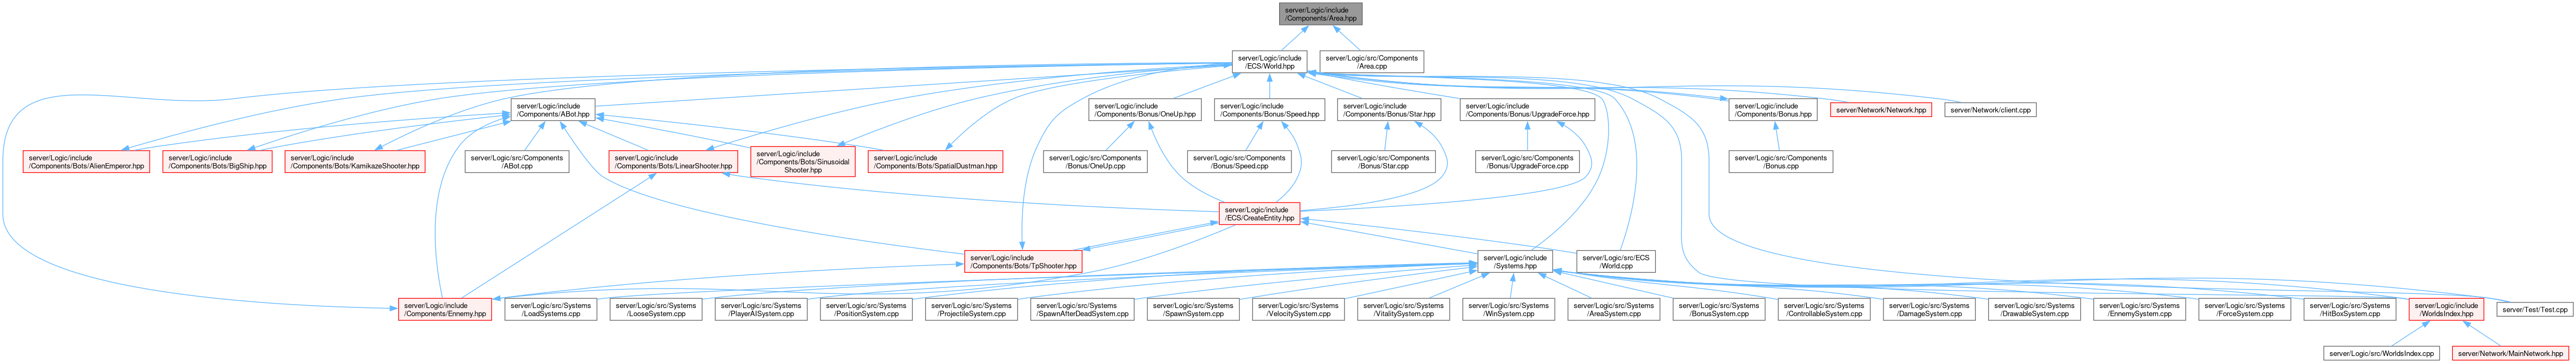 server/Logic/include
/Components/Area.hpp
server/Logic/include
/ECS/World.hpp
server/Logic/src/Components
/Area.cpp
server/Logic/include
/Components/ABot.hpp
server/Logic/include
/Components/Bonus/OneUp.hpp
server/Logic/include
/Components/Bonus/Speed.hpp
server/Logic/include
/Components/Bonus/Star.hpp
server/Logic/include
/Components/Bonus/UpgradeForce.hpp
server/Logic/include
/Components/Bonus.hpp
server/Network/Network.hpp
server/Network/client.cpp
server/Logic/include
/Components/Bots/AlienEmperor.hpp
server/Logic/include
/Components/Bots/BigShip.hpp
server/Logic/include
/Components/Bots/KamikazeShooter.hpp
server/Logic/src/Components
/ABot.cpp
server/Logic/include
/Components/Bots/LinearShooter.hpp
server/Logic/include
/Components/Bots/Sinusoidal
Shooter.hpp
server/Logic/include
/Components/Bots/SpatialDustman.hpp
server/Logic/src/Components
/Bonus/OneUp.cpp
server/Logic/src/Components
/Bonus/Speed.cpp
server/Logic/src/Components
/Bonus/Star.cpp
server/Logic/src/Components
/Bonus/UpgradeForce.cpp
server/Logic/src/Components
/Bonus.cpp
server/Logic/include
/ECS/CreateEntity.hpp
server/Logic/include
/Components/Bots/TpShooter.hpp
server/Logic/include
/Systems.hpp
server/Logic/src/ECS
/World.cpp
server/Logic/include
/Components/Ennemy.hpp
server/Logic/src/Systems
/LoadSystems.cpp
server/Logic/src/Systems
/LooseSystem.cpp
server/Logic/src/Systems
/PlayerAISystem.cpp
server/Logic/src/Systems
/PositionSystem.cpp
server/Logic/src/Systems
/ProjectileSystem.cpp
server/Logic/src/Systems
/SpawnAfterDeadSystem.cpp
server/Logic/src/Systems
/SpawnSystem.cpp
server/Logic/src/Systems
/VelocitySystem.cpp
server/Logic/src/Systems
/VitalitySystem.cpp
server/Logic/src/Systems
/WinSystem.cpp
server/Logic/src/Systems
/AreaSystem.cpp
server/Logic/src/Systems
/BonusSystem.cpp
server/Logic/src/Systems
/ControllableSystem.cpp
server/Logic/src/Systems
/DamageSystem.cpp
server/Logic/src/Systems
/DrawableSystem.cpp
server/Logic/src/Systems
/EnnemySystem.cpp
server/Logic/src/Systems
/ForceSystem.cpp
server/Logic/src/Systems
/HitBoxSystem.cpp
server/Logic/include
/WorldsIndex.hpp
server/Test/Test.cpp
server/Logic/src/WorldsIndex.cpp
server/Network/MainNetwork.hpp